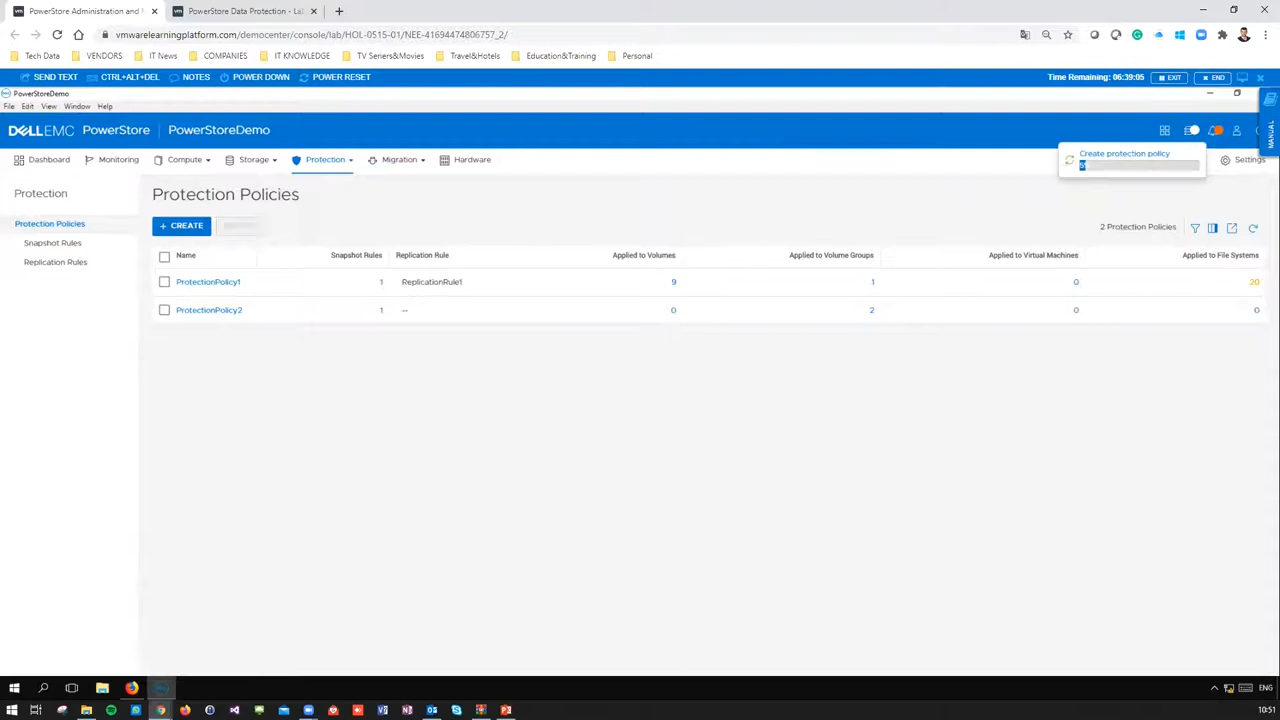 PowerStore Administration and
PowerStore Data Protection - La
vmwarelearningplatform.com/democenter/console/lab/HOL-0515-01/NEE-41694474806757_2/
Tech Data
VENDORS
IT News
COMPANIES
IT KNOWLEDGE
TV Seriers&Movies
Travel&Hotels
Education&Training
Personal
SEND TEXT
CTRL+ALT+DEL
NOTES
POWER DOWN
POWER RESET
Time Remaining: 06:39:05
EXIT
END
PowerStoreDemo
File Edit View Window Help
MANUAL
DELLEMC PowerStore PowerStoreDemo
Create protection policy
Dashboard
Monitoring
Compute
Storage
Protection
Migration
Hardware
Settings
Protection
Protection Policies
Snapshot Rules
Replication Rules
Protection Policies
+ CREATE
2 Protection Policies
Name Snapshot Rules Replication Rule Applied to Volumes Applied to Volume Groups Applied to Virtual Machines Applied to File Systems
ProtectionPolicy1 1 ReplicationRule1 9 1 0 20
ProtectionPolicy2 1 -- 0 2 0 0
ENG
ENG
10:51